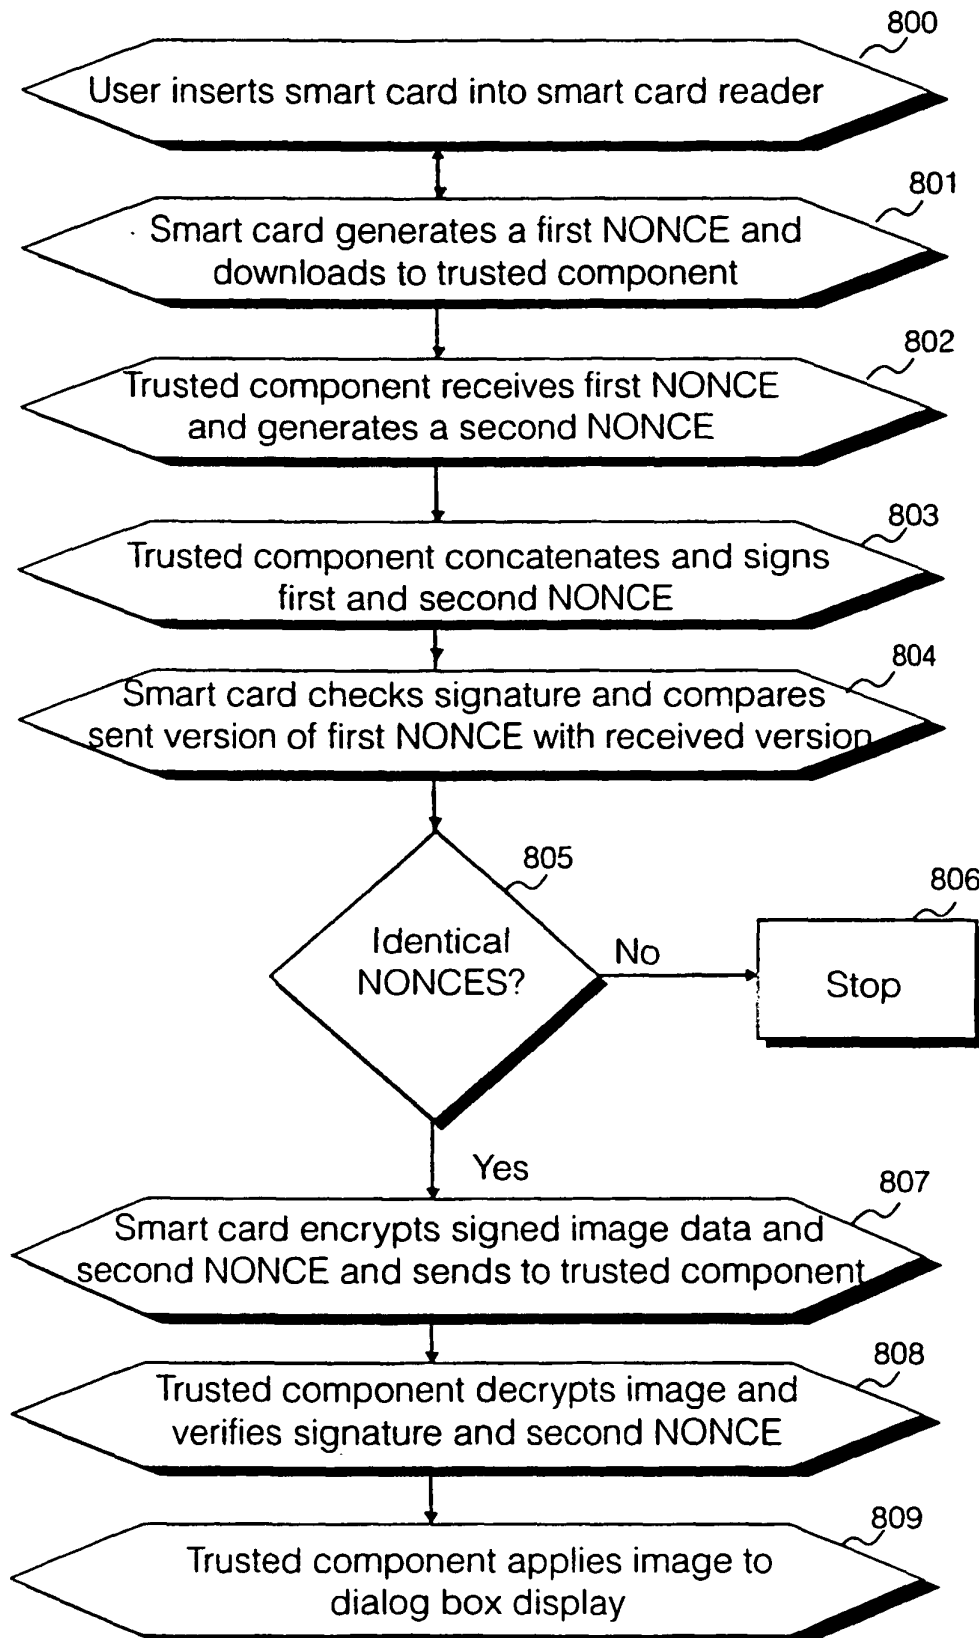 800
User inserts smart card into smart card reader
801
Smart card generates a first NONCE and
downloads to trusted component
802
Trusted component receives first NONCE
and generates a second NONCE
803
Trusted component concatenates and signs
first and second NONCE
804
Smart card checks signature and compares
sent version of first NONCE with received version
805
Identical
NONCES?
No
806
Stop
Yes
807
Smart card encrypts signed image data and
second NONCE and sends to trusted component
808
Trusted component decrypts image and
verifies signature and second NONCE
809
Trusted component applies image to
dialog box display